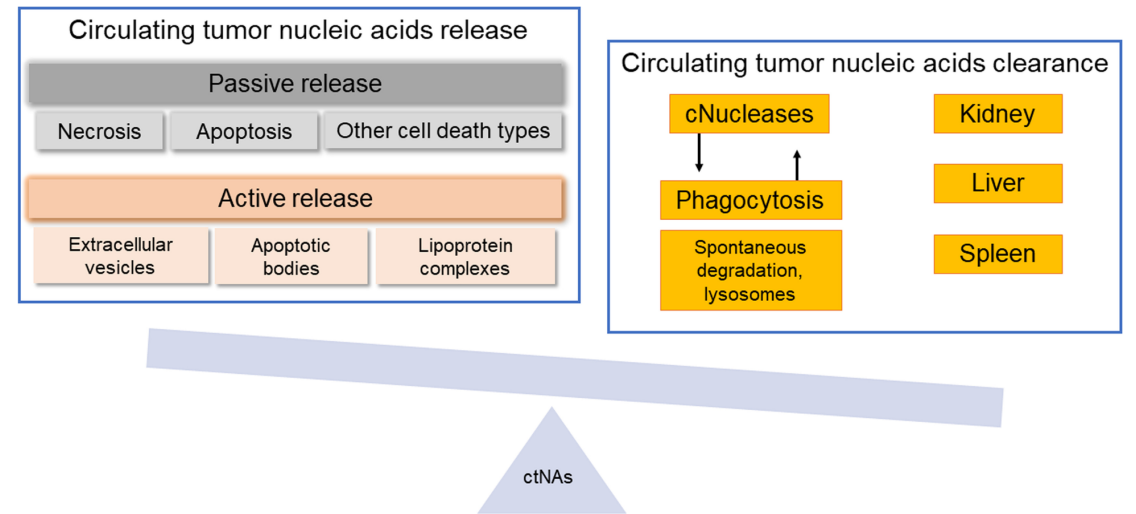 Circulating tumor nucleic acids release
Passive release
Necrosis
Apoptosis
Other cell death types
Active release
Extracellular
vesicles
Apoptotic
bodies
Lipoprotein
complexes
Circulating tumor nucleic acids clearance
cNucleases
Phagocytosis
Spontaneous
degradation,
lysosomes
Kidney
Liver
Spleen
ctNAs